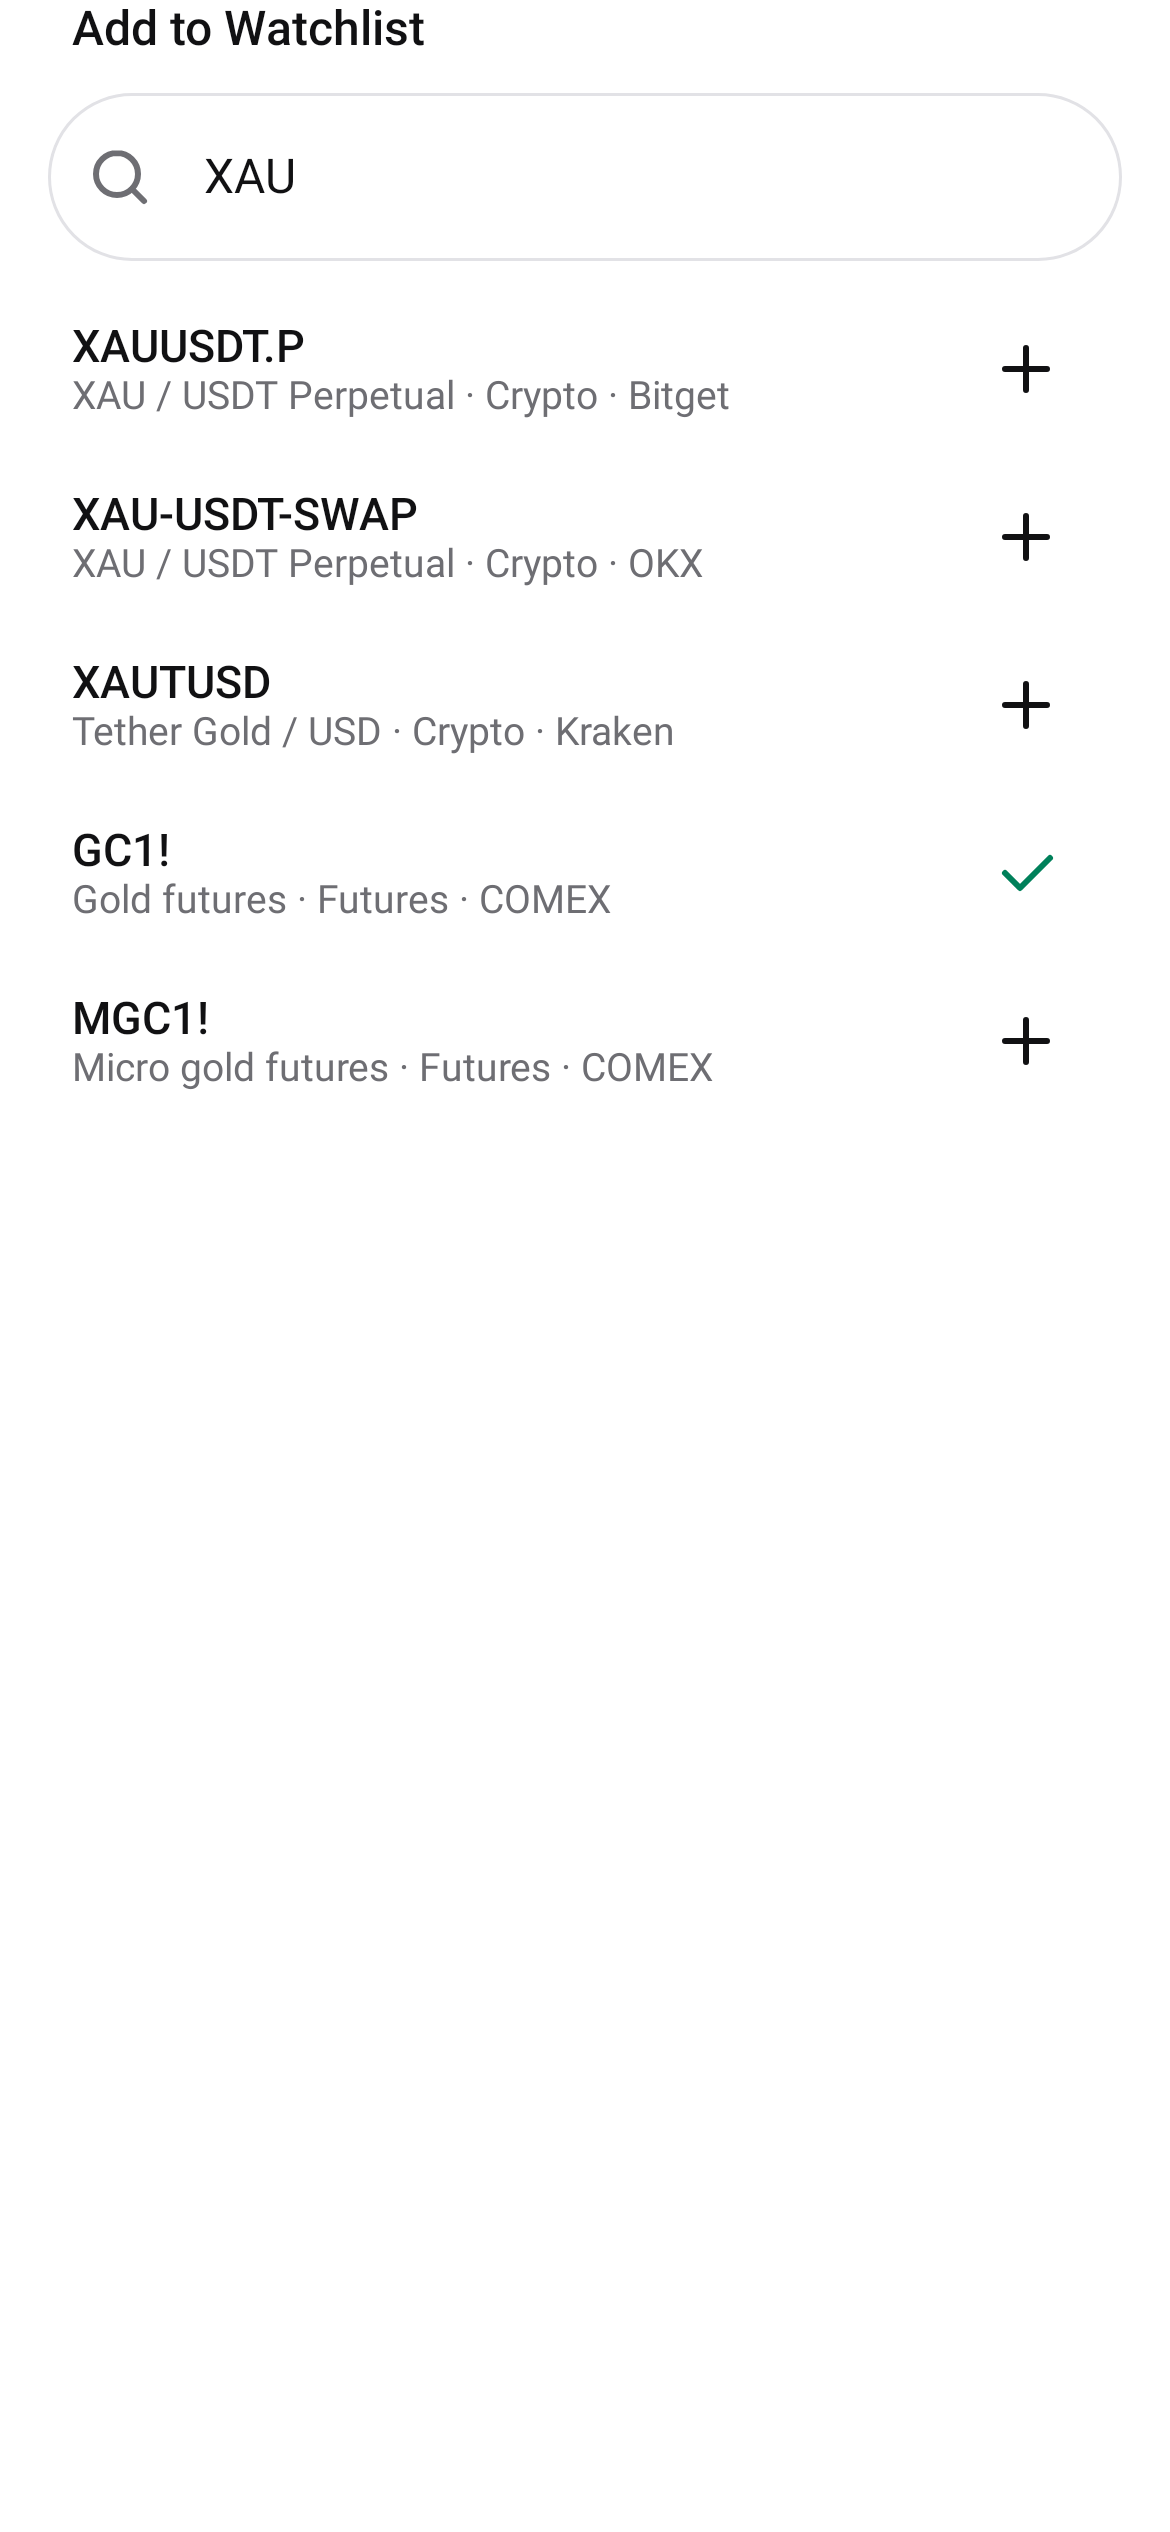 Add to Watchlist
XAU
XAUUSDT.P
XAU / USDT Perpetual · Crypto · Bitget
XAU-USDT-SWAP
XAU / USDT Perpetual · Crypto · OKX
XAUTUSD
Tether Gold / USD · Crypto · Kraken
GC1!
Gold futures · Futures · COMEX
MGC1!
Micro gold futures · Futures · COMEX